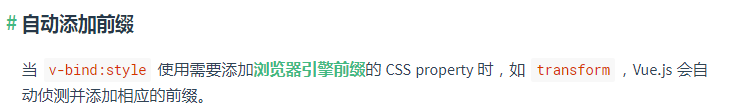 # 自动添加前缀
当 v-bind:style 使用需要添加浏览器引擎前缀的 CSS property 时，如 transform ，Vue.js 会自
动侦测并添加相应的前缀。